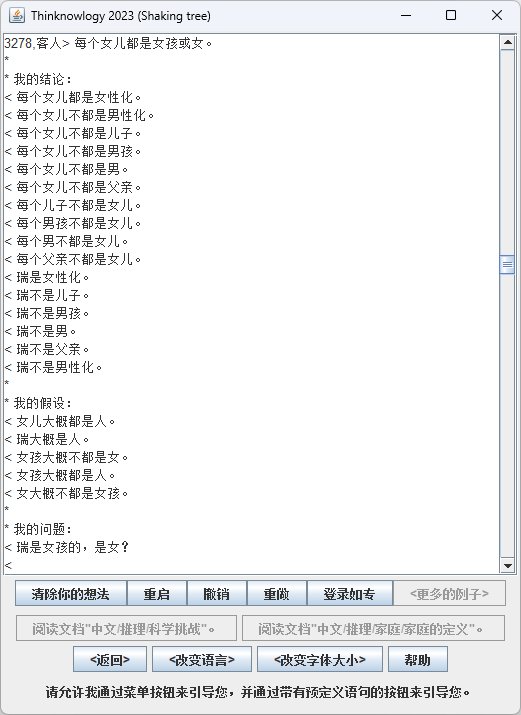 Thinknowlogy 2023 (Shaking tree)
3278,客人> 每个女儿都是女孩或女。
*
* 我的结论：
< 每个女儿都是女性化。
< 每个女儿不都是男性化。
< 每个女儿不都是儿子。
< 每个女儿不都是男孩。
< 每个女儿不都是男。
< 每个女儿不都是父亲。
< 每个儿子不都是女儿。
< 每个男孩不都是女儿。
< 每个男不都是女儿。
< 每个父亲不都是女儿。
< 瑞是女性化。
< 瑞不是儿子。
< 瑞不是男孩。
< 瑞不是男。
< 瑞不是父亲。
< 瑞不是男性化。
*
* 我的假设：
< 女儿大概都是人。
< 瑞大概是人。
< 女孩大概不都是女。
< 女孩大概都是人。
< 女大概不都是女孩。
*
* 我的问题：
< 瑞是女孩的，是女？
<
清除你的想法 重启 撤销 重做 登录如专 <更多的例子>
阅读文档"中文/推理/科学挑战"。 阅读文档"中文/推理/家庭/家庭的定义"。
<返回> <改变语言> <改变字体大小> 帮助
请允许我通过菜单按钮来引导您，并通过带有预定义语句的按钮来引导您。